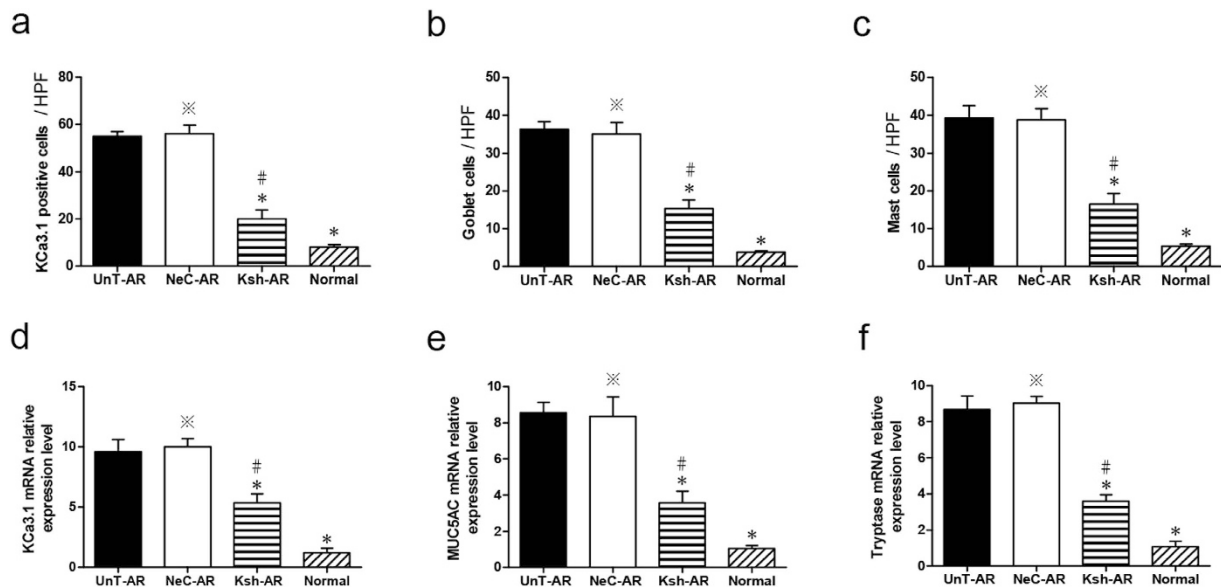 a
KCa3.1 positive cells / HPF
80
60
40
20
0
※
#
*
*
UnT-AR NeC-AR Ksh-AR Normal
b
Goblet cells / HPF
50
40
30
20
10
0
※
#
*
*
UnT-AR NeC-AR Ksh-AR Normal
c
Mast cells / HPF
50
40
30
20
10
0
※
#
*
*
UnT-AR NeC-AR Ksh-AR Normal
d
KCa3.1 mRNA relative
expression level
15
10
5
0
※
#
*
*
UnT-AR NeC-AR Ksh-AR Normal
e
MUC5AC mRNA relative
expression level
10
8
6
4
2
0
※
#
*
*
UnT-AR NeC-AR Ksh-AR Normal
f
Tryptase mRNA relative
expression level
10
8
6
4
2
0
※
#
*
*
UnT-AR NeC-AR Ksh-AR Normal